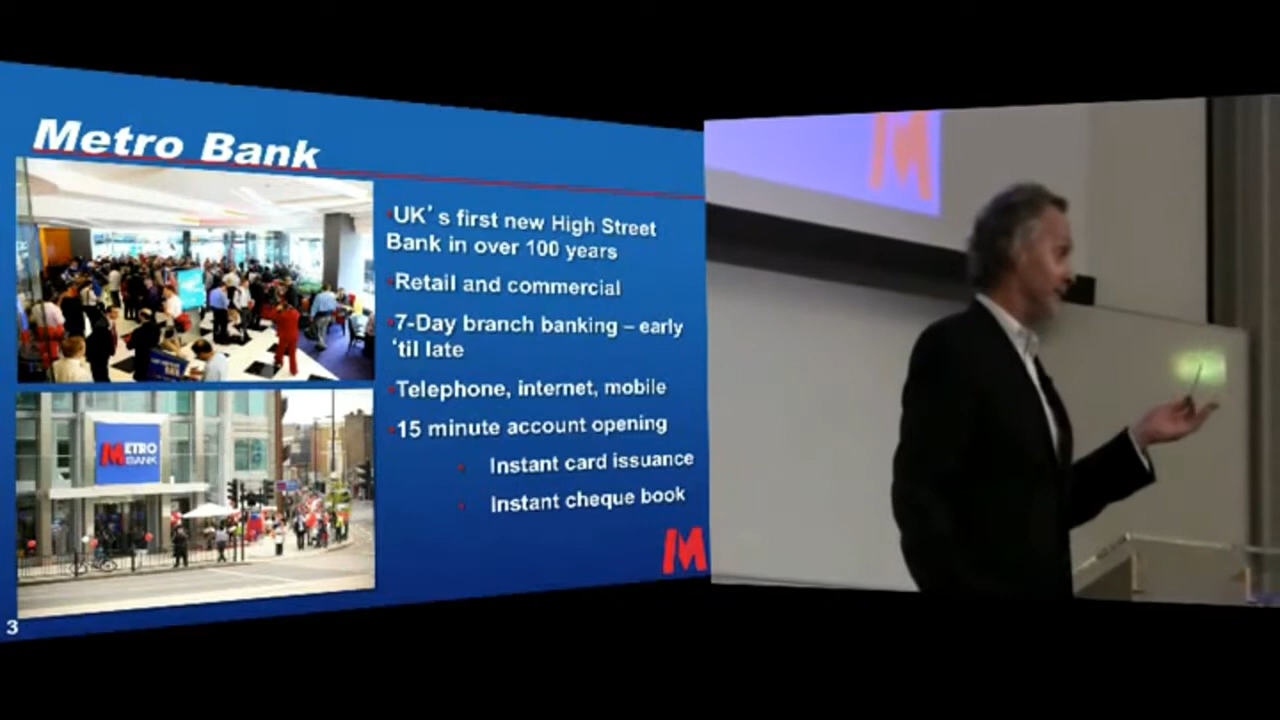 Metro Bank
UK's first new High Street
Bank in over 100 years
Retail and commercial
7-Day branch banking – early
'til late
Telephone, internet, mobile
15 minute account opening
Instant card issuance
Instant cheque book
METRO
BANK
M
3
M